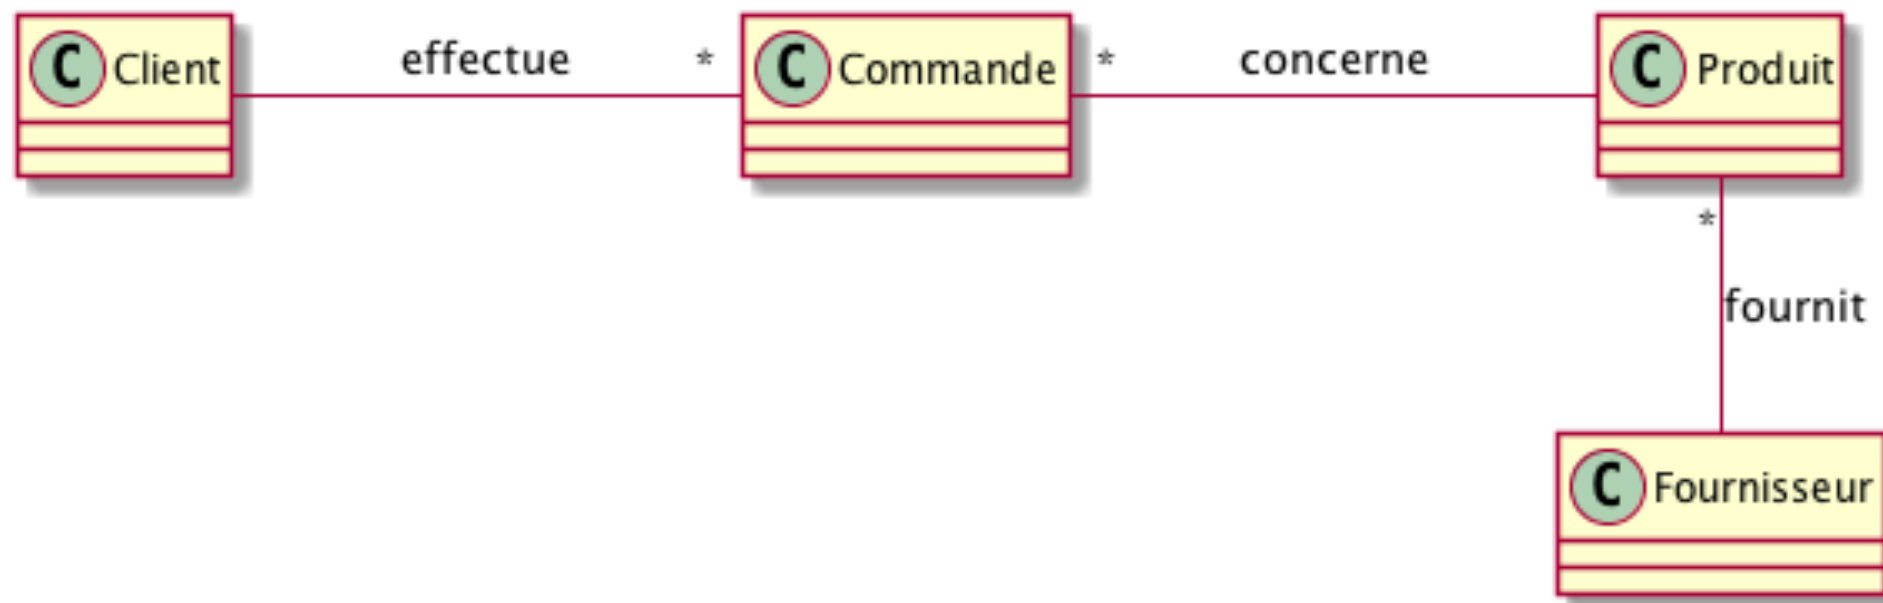 C Client
effectue
*
C Commande
*
concerne
C Produit
*
fournit
C Fournisseur